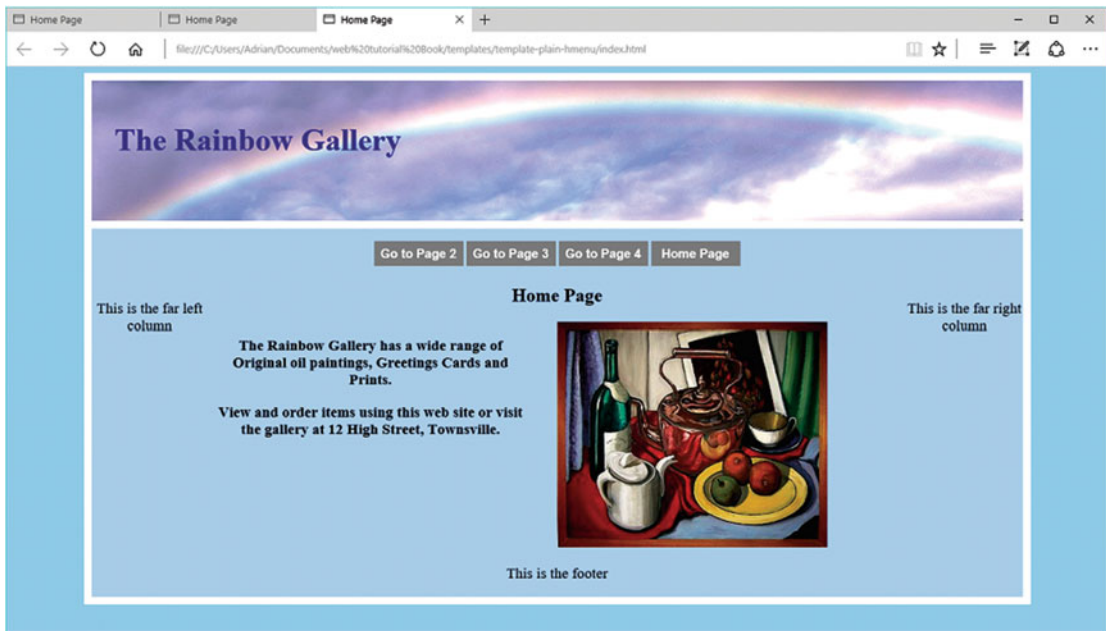 Home Page
Home Page
Home Page
file:///C:/Users/Adrian/Documents/web%20tutorial%20Book/templates/template-plain-hmenu/index.html
The Rainbow Gallery
Go to Page 2
Go to Page 3
Go to Page 4
Home Page
Home Page
This is the far left
column
The Rainbow Gallery has a wide range of
Original oil paintings, Greetings Cards and
Prints.
View and order items using this web site or visit
the gallery at 12 High Street, Townsville.
This is the far right
column
This is the footer